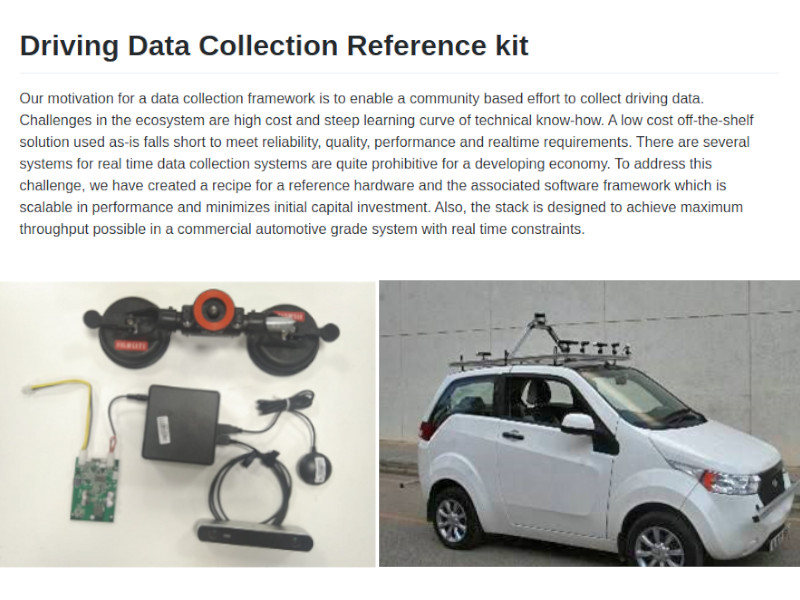 Driving Data Collection Reference kit
Our motivation for a data collection framework is to enable a community based effort to collect driving data.
Challenges in the ecosystem are high cost and steep learning curve of technical know-how. A low cost off-the-shelf
solution used as-is falls short to meet reliability, quality, performance and realtime requirements. There are several
systems for real time data collection systems are quite prohibitive for a developing economy. To address this
challenge, we have created a recipe for a reference hardware and the associated software framework which is
scalable in performance and minimizes initial capital investment. Also, the stack is designed to achieve maximum
throughput possible in a commercial automotive grade system with real time constraints.